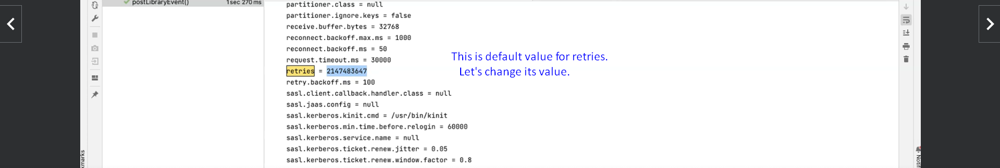 postLibraryEvent() 1 sec 270 ms
partitioner.class = null
partitioner.ignore.keys = false
receive.buffer.bytes = 32768
reconnect.backoff.max.ms = 1000
reconnect.backoff.ms = 50
request.timeout.ms = 30000
This is default value for retries.
retries = 2147483647
Let's change its value.
retry.backoff.ms = 100
sasl.client.callback.handler.class = null
sasl.jaas.config = null
sasl.kerberos.kinit.cmd = /usr/bin/kinit
sasl.kerberos.min.time.before.relogin = 60000
sasl.kerberos.service.name = null
sasl.kerberos.ticket.renew.jitter = 0.05
sasl.kerberos.ticket.renew.window.factor = 0.8
kmarks
Notif